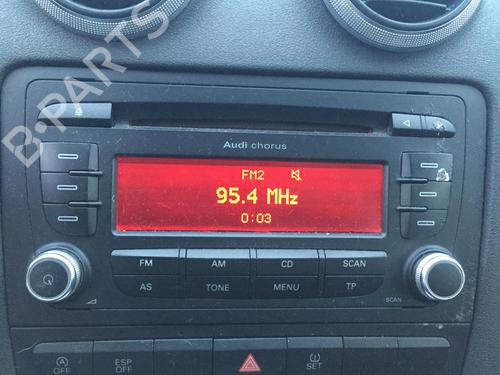 B-PARTS
Audi chorus
FM2
95.4 MHz
0:03
FM AM CD SCAN
AS TONE MENU TP
SCAN
A OFF
ESP OFF
SET